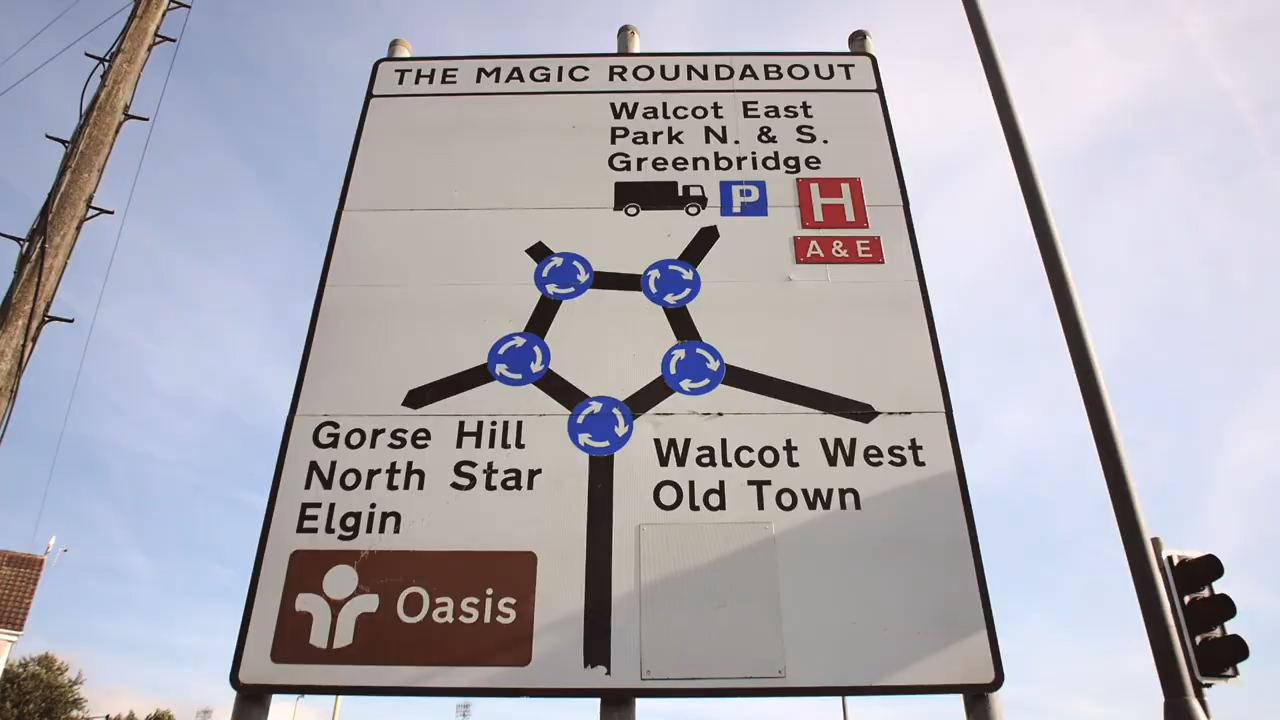 THE MAGIC ROUNDABOUT
Walcot East
Park N. & S.
Greenbridge
P
H
A & E
Gorse Hill
North Star
Elgin
Walcot West
Old Town
Oasis